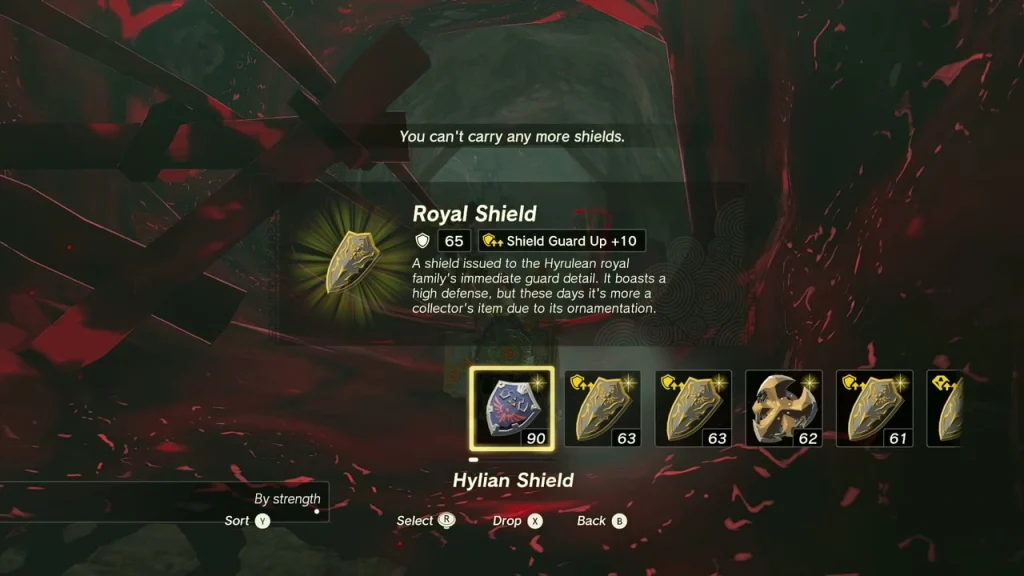 You can't carry any more shields.
Royal Shield
65 Shield Guard Up +10
A shield issued to the Hyrulean royal
family's immediate guard detail. It boasts a
high defense, but these days it's more a
collector's item due to its ornamentation.
90 63 63 62 61
Hylian Shield
By strength
Sort Y Select R Drop X Back B